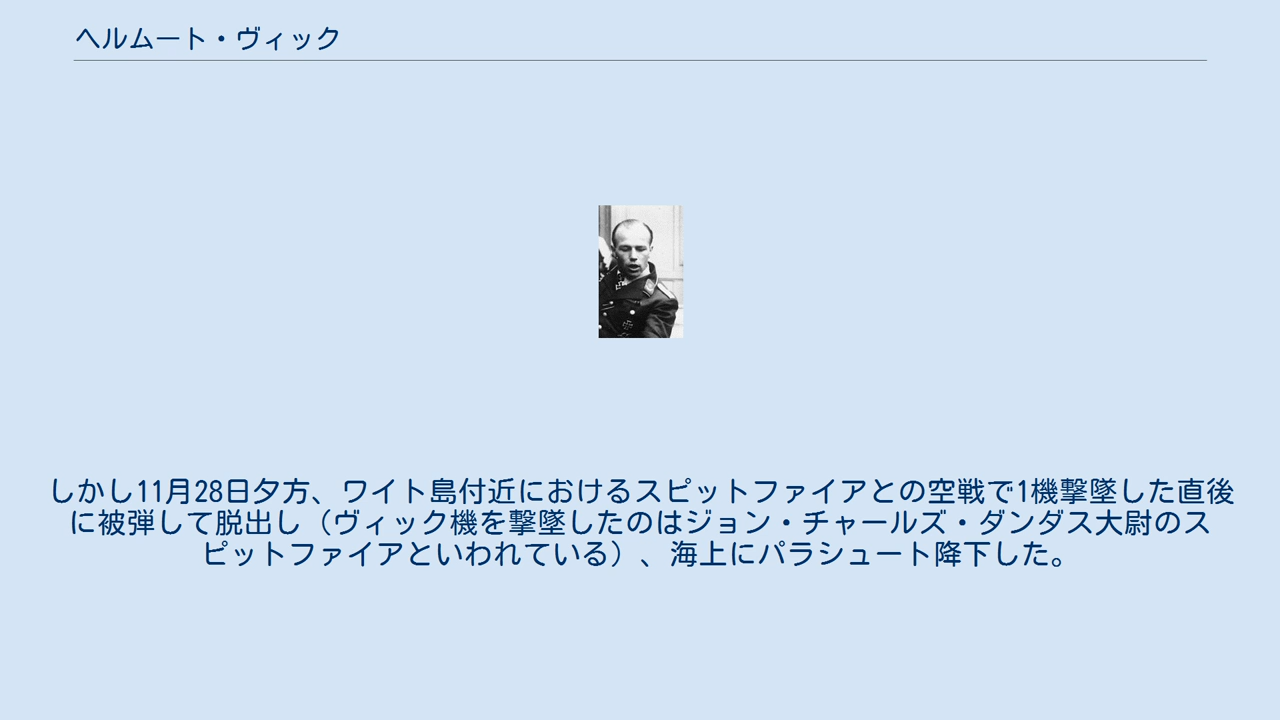 ヘルムート・ヴィック
しかし11月28日夕方、ワイト島付近におけるスピットファイアとの空戦で1機撃墜した直後
に被弾して脱出し（ヴィック機を撃墜したのはジョン・チャールズ・ダンダス大尉のス
ピットファイアといわれている）、海上にパラシュート降下した。